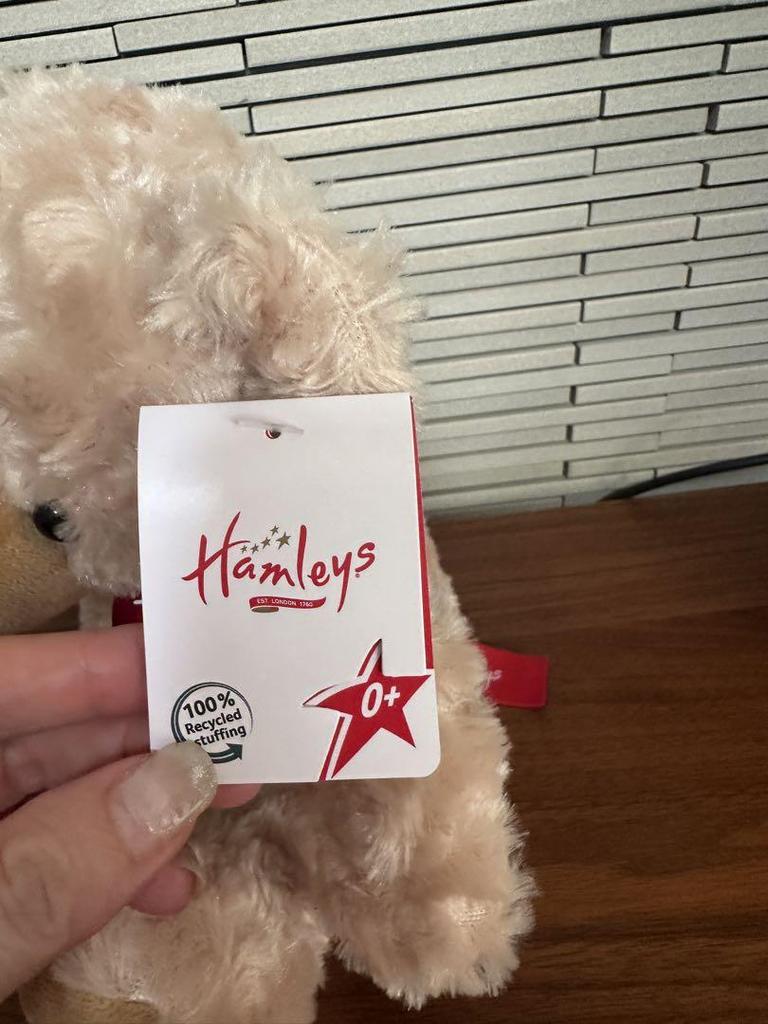 Hamleys
EST. LONDON 1760
100%
Recycled
stuffing
0+